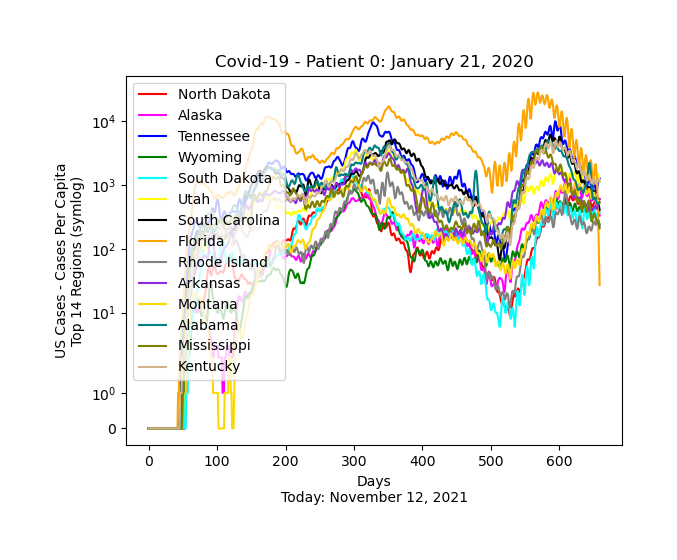 Covid-19 - Patient 0: January 21, 2020
US Cases - Cases Per Capita
Top 14 Regions (symlog)
10^4
10^3
10^2
10^1
10^0
0
North Dakota
Alaska
Tennessee
Wyoming
South Dakota
Utah
South Carolina
Florida
Rhode Island
Arkansas
Montana
Alabama
Mississippi
Kentucky
0 100 200 300 400 500 600
Days
Today: November 12, 2021